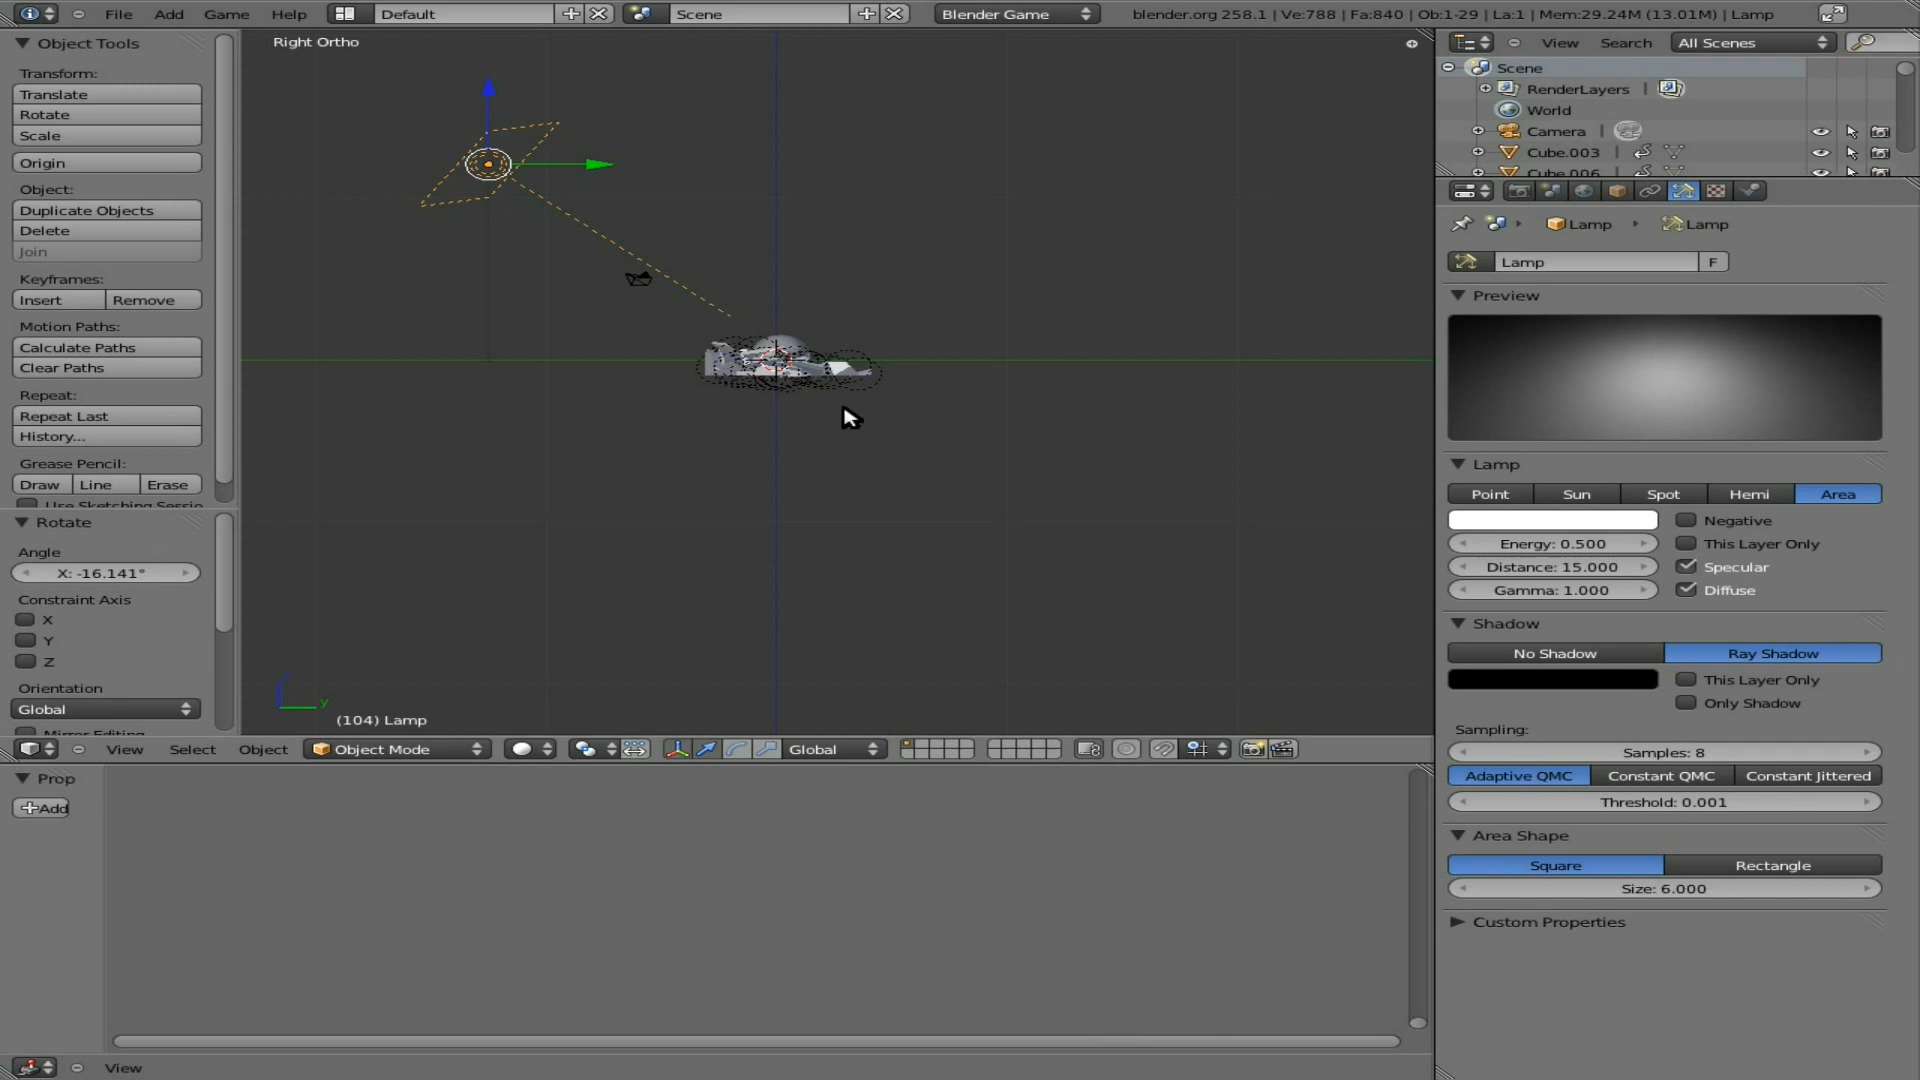 File Add Game Help Default Scene Blender Game blender.org 258.1 | Ve:788 | Fa:840 | Ob:1-29 | La:1 | Mem:29.24M (13.01M) | Lamp
Object Tools
Transform:
Translate
Rotate
Scale
Origin
Object:
Duplicate Objects
Delete
Join
Keyframes:
Insert Remove
Motion Paths:
Calculate Paths
Clear Paths
Repeat:
Repeat Last
History...
Grease Pencil:
Draw Line Erase
Use Sketching Sessio
Rotate
Angle
X: -16.141°
Constraint Axis
X
Y
Z
Orientation
Global
Mirror Editing
Right Ortho
z
y
(104) Lamp
View Select Object Object Mode Global
Prop
Add
View
View Search All Scenes
Scene
RenderLayers |
World
Camera |
Cube.003
Cube.006
Lamp Lamp
Lamp F
Preview
Lamp
Point Sun Spot Hemi Area
Negative
Energy: 0.500 This Layer Only
Distance: 15.000 Specular
Gamma: 1.000 Diffuse
Shadow
No Shadow Ray Shadow
This Layer Only
Only Shadow
Sampling:
Samples: 8
Adaptive QMC Constant QMC Constant Jittered
Threshold: 0.001
Area Shape
Square Rectangle
Size: 6.000
Custom Properties